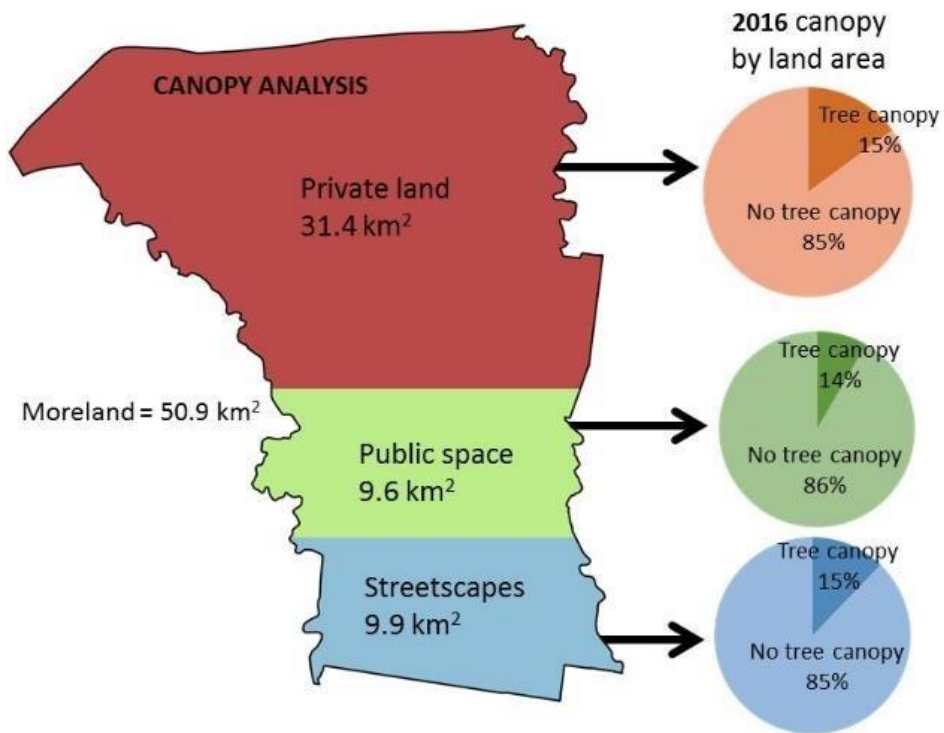 2016 canopy
by land area
CANOPY ANALYSIS
Private land
31.4 km²
Tree canopy
15%
No tree canopy
85%
Moreland = 50.9 km²
Public space
9.6 km²
Tree canopy
14%
No tree canopy
86%
Streetscapes
9.9 km²
Tree canopy
15%
No tree canopy
85%